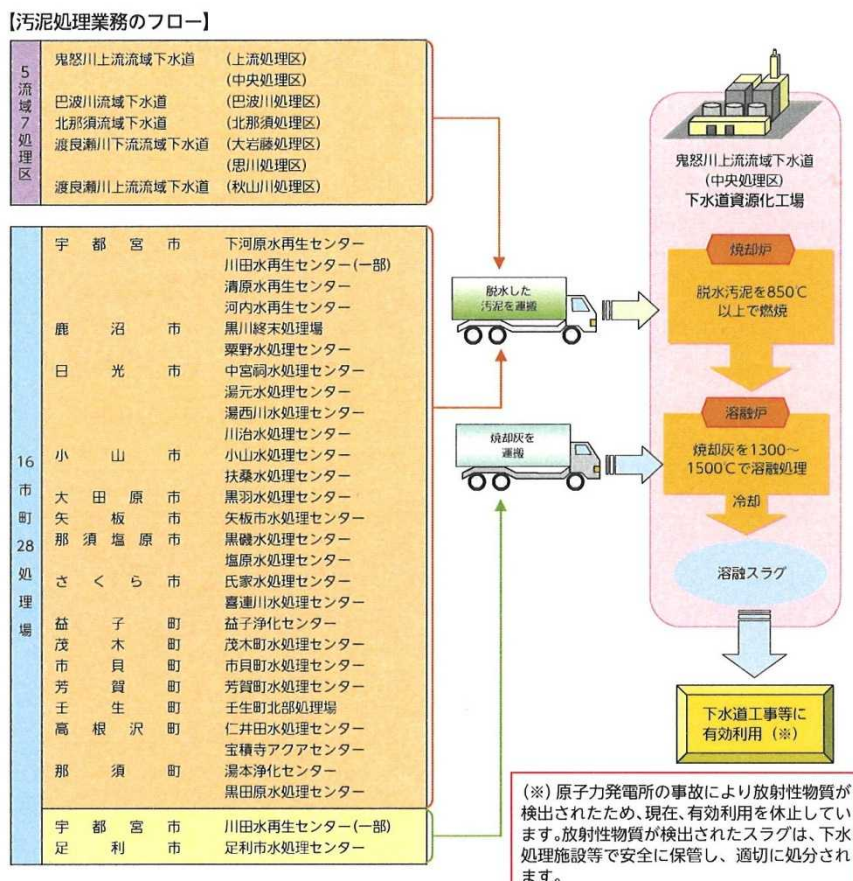 【汚泥処理業務のフロー】
5流域7処理区
鬼怒川上流流域下水道 (上流処理区)
(中央処理区)
巴波川流域下水道 (巴波川処理区)
北那須流域下水道 (北那須処理区)
渡良瀬川下流流域下水道 (大岩藤処理区)
(思川処理区)
渡良瀬川上流流域下水道 (秋山川処理区)
16市町28処理場
宇都宮市 下河原水再生センター
川田水再生センター(一部)
清原水再生センター
河内水再生センター
鹿沼市 黒川終末処理場
粟野水処理センター
日光市 中宮祠水処理センター
湯元水処理センター
湯西川水処理センター
川治水処理センター
小山市 小山水処理センター
扶桑水処理センター
大田原市 黒羽水処理センター
矢板市 矢板市水処理センター
那須塩原市 黒磯水処理センター
塩原水処理センター
さくら市 氏家水処理センター
喜連川水処理センター
益子町 益子浄化センター
茂木町 茂木町水処理センター
市貝町 市貝町水処理センター
芳賀町 芳賀町水処理センター
壬生町 壬生町北部処理場
高根沢町 仁井田水処理センター
宝積寺アクアセンター
那須町 湯本浄化センター
黒田原水処理センター
宇都宮市 川田水再生センター(一部)
足利市 足利市水処理センター
脱水した
汚泥を運搬
焼却灰を
運搬
鬼怒川上流流域下水道
(中央処理区)
下水道資源化工場
焼却炉
脱水汚泥を850℃
以上で燃焼
溶融炉
焼却灰を1300〜
1500℃で溶融処理
冷却
溶融スラグ
下水道工事等に
有効利用（※）
(※)原子力発電所の事故により放射性物質が
検出されたため、現在、有効利用を休止してい
ます。放射性物質が検出されたスラグは、下水
処理施設等で安全に保管し、適切に処分され
ます。